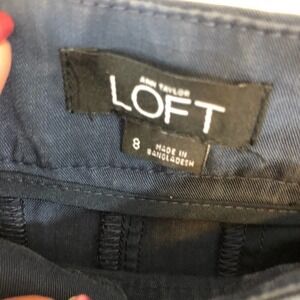 ANN TAYLOR
LOFT
8
MADE IN
BANGLADESH